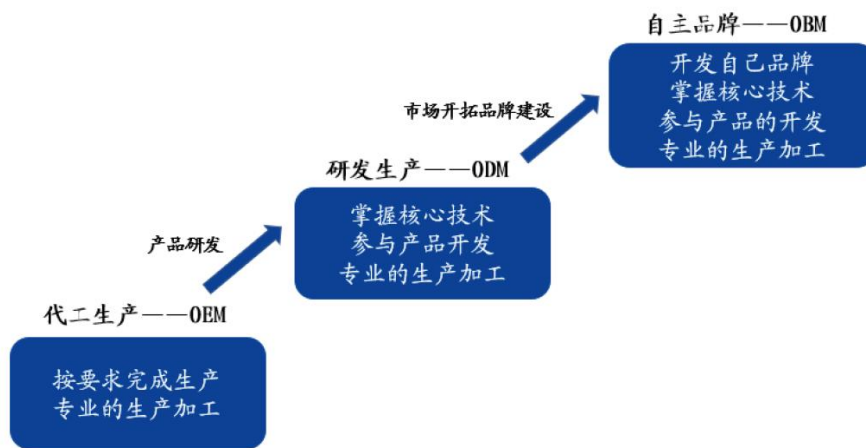 自主品牌——OBM
开发自己品牌
掌握核心技术
参与产品的开发
专业的生产加工
市场开拓品牌建设
研发生产——ODM
掌握核心技术
参与产品开发
专业的生产加工
产品研发
代工生产——OEM
按要求完成生产
专业的生产加工